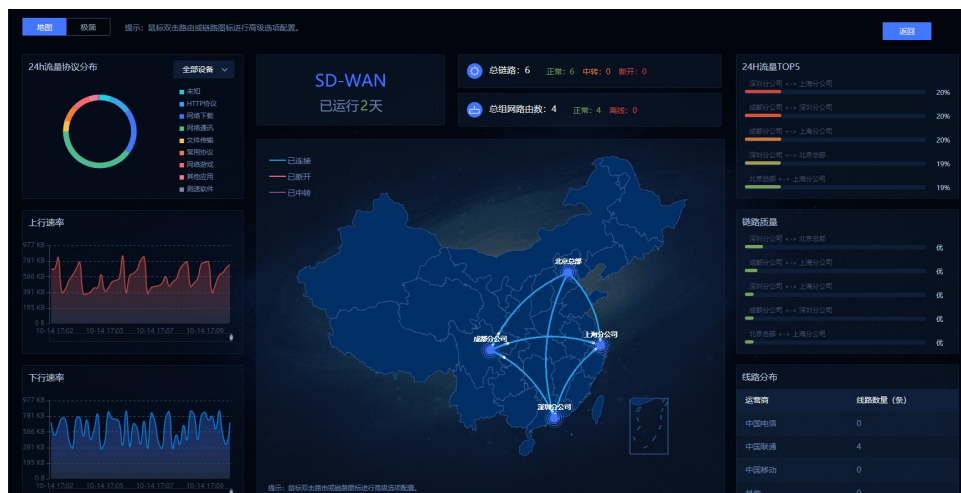 地图
极简
提示：鼠标双击路由或链路图标进行高级选项配置。
返回
24h流量协议分布
全部设备
未知
HTTP协议
网络下载
网络通讯
文件传输
常用协议
网络游戏
其他应用
测速软件
SD-WAN
已运行2天
总链路：6 正常：6 中转：0 断开：0
总组网路由数：4 正常：4 离线：0
24H流量TOP5
深圳分公司 <-> 上海分公司
20%
成都分公司 <-> 深圳分公司
20%
成都分公司 <-> 上海分公司
20%
深圳分公司 <-> 北京总部
19%
北京总部 <-> 上海分公司
19%
上行速率
977 KB
781 KB
586 KB
391 KB
195 KB
0 B
10-14 17:02 10-14 17:05 10-14 17:07 10-14 17:09
下行速率
977 KB
781 KB
586 KB
391 KB
195 KB
0 B
10-14 17:02 10-14 17:05 10-14 17:07 10-14 17:09
已连接
已断开
已中转
北京总部
成都分公司
上海分公司
深圳分公司
提示：鼠标双击路由或链路图标进行高级选项配置。
链路质量
深圳分公司 <-> 北京总部
优
成都分公司 <-> 上海分公司
优
深圳分公司 <-> 上海分公司
优
成都分公司 <-> 深圳分公司
优
北京总部 <-> 上海分公司
优
线路分布
运营商 线路数量（条）
中国电信 0
中国联通 4
中国移动 0
其他 0